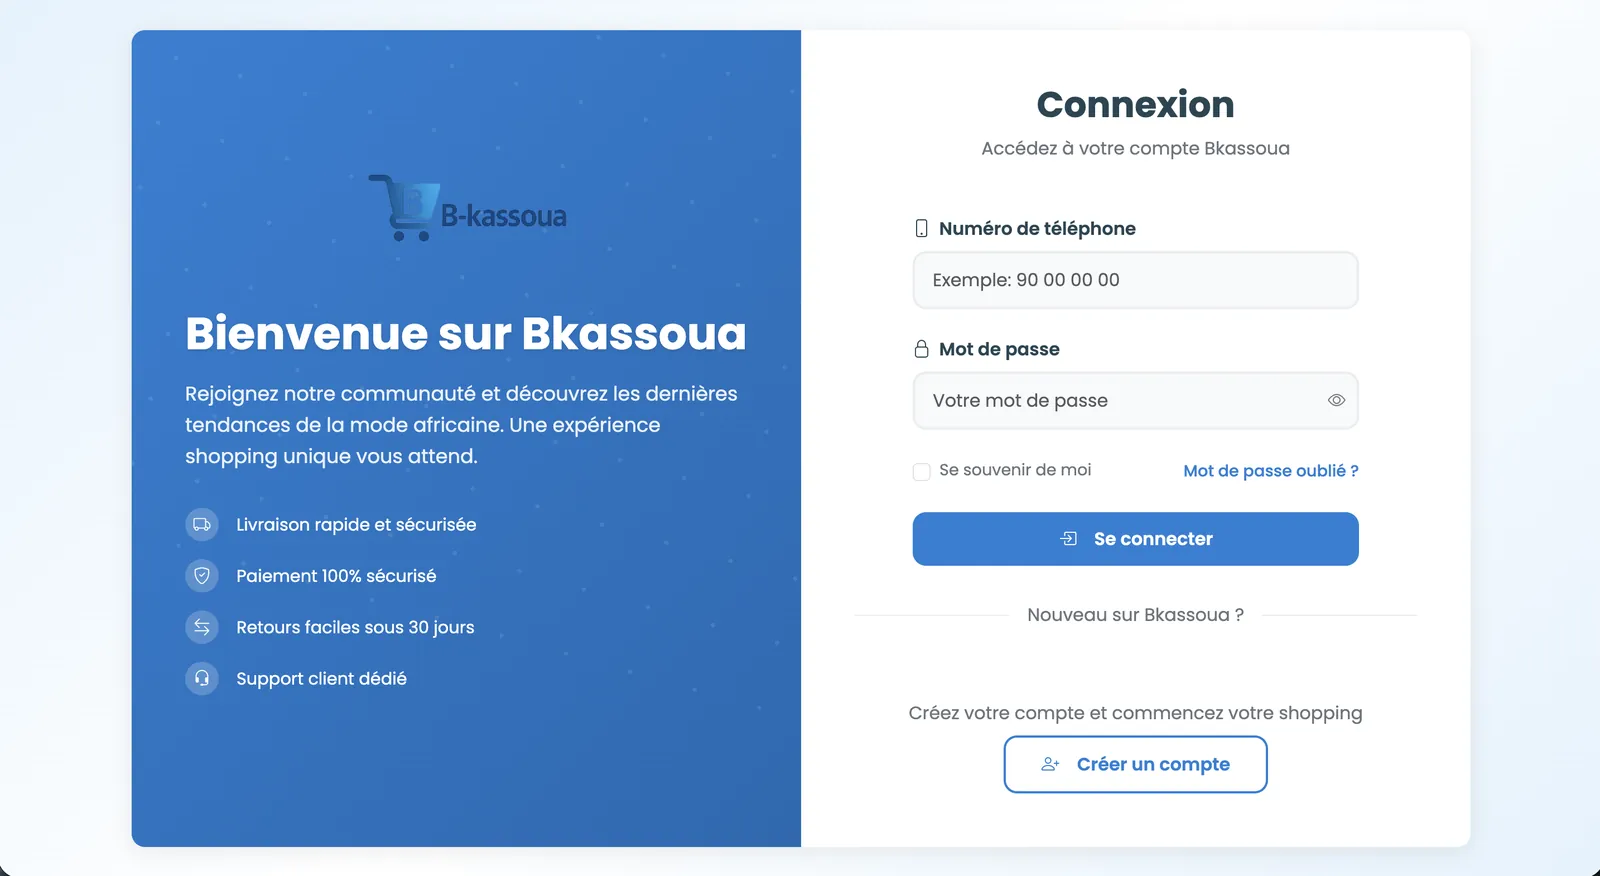 B-kassoua
Bienvenue sur Bkassoua
Rejoignez notre communauté et découvrez les dernières
tendances de la mode africaine. Une expérience
shopping unique vous attend.
Livraison rapide et sécurisée
Paiement 100% sécurisé
Retours faciles sous 30 jours
Support client dédié
Connexion
Accédez à votre compte Bkassoua
Numéro de téléphone
Exemple: 90 00 00 00
Mot de passe
Votre mot de passe
Se souvenir de moi
Mot de passe oublié ?
Se connecter
Nouveau sur Bkassoua ?
Créez votre compte et commencez votre shopping
Créer un compte